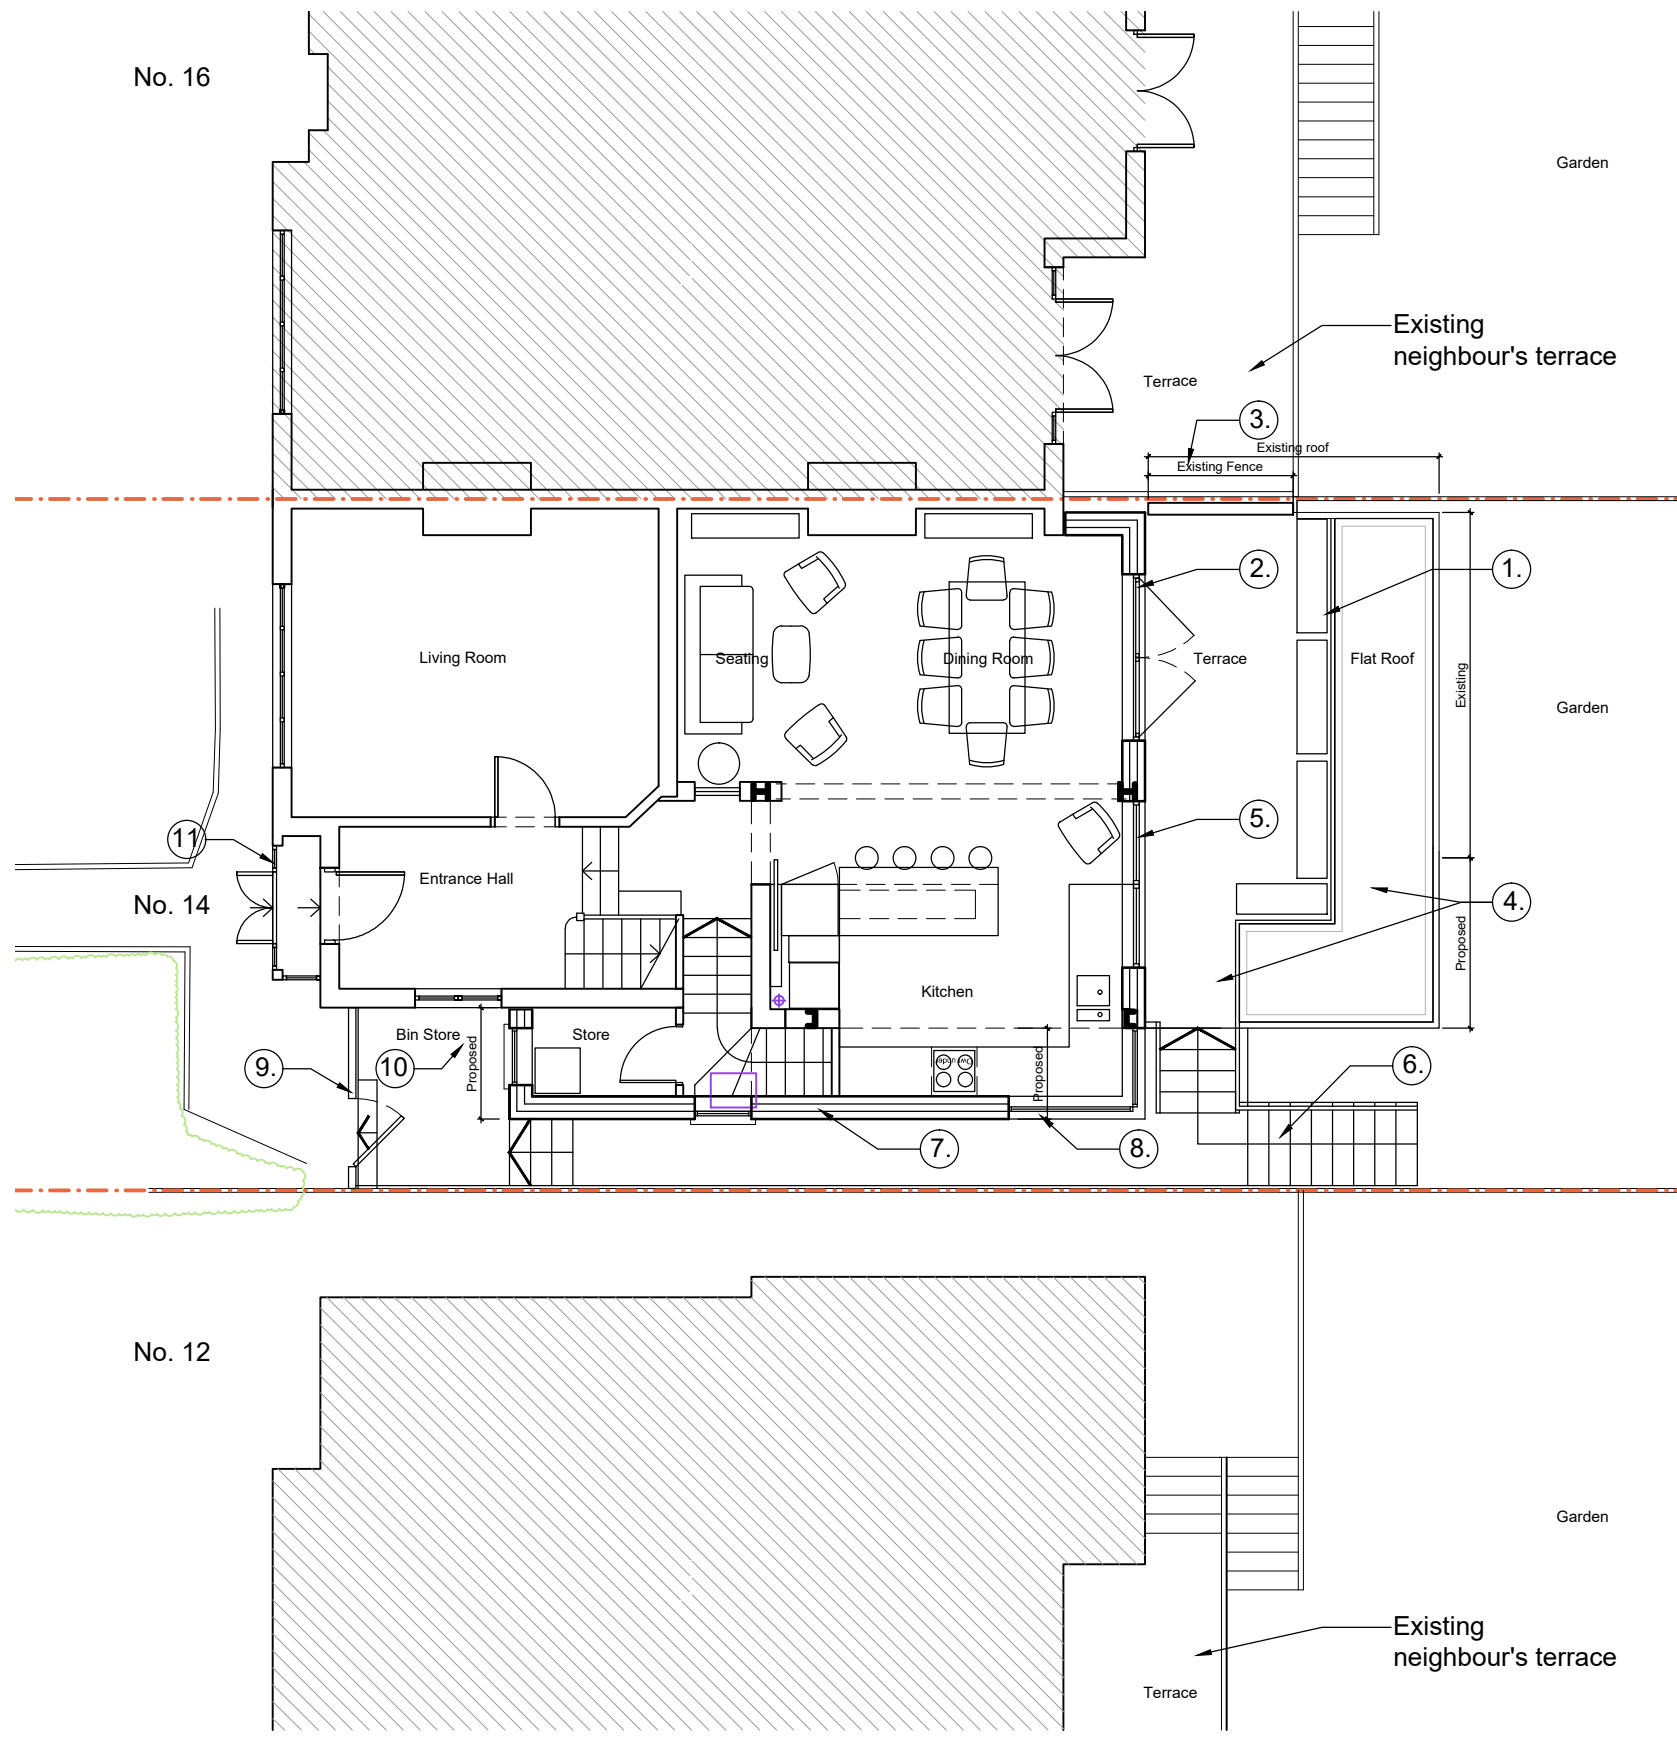 No. 16
Garden
Existing
neighbour's terrace
Terrace
3.
Existing roof
Existing Fence
2.
1.
Living Room
Seating
Dining Room
Terrace
Flat Roof
Existing
Garden
11
5.
Entrance Hall
No. 14
4.
Proposed
Kitchen
Bin Store
Store
9.
10
Proposed
Proposed
6.
7.
8.
No. 12
Garden
Existing
neighbour's terrace
Terrace